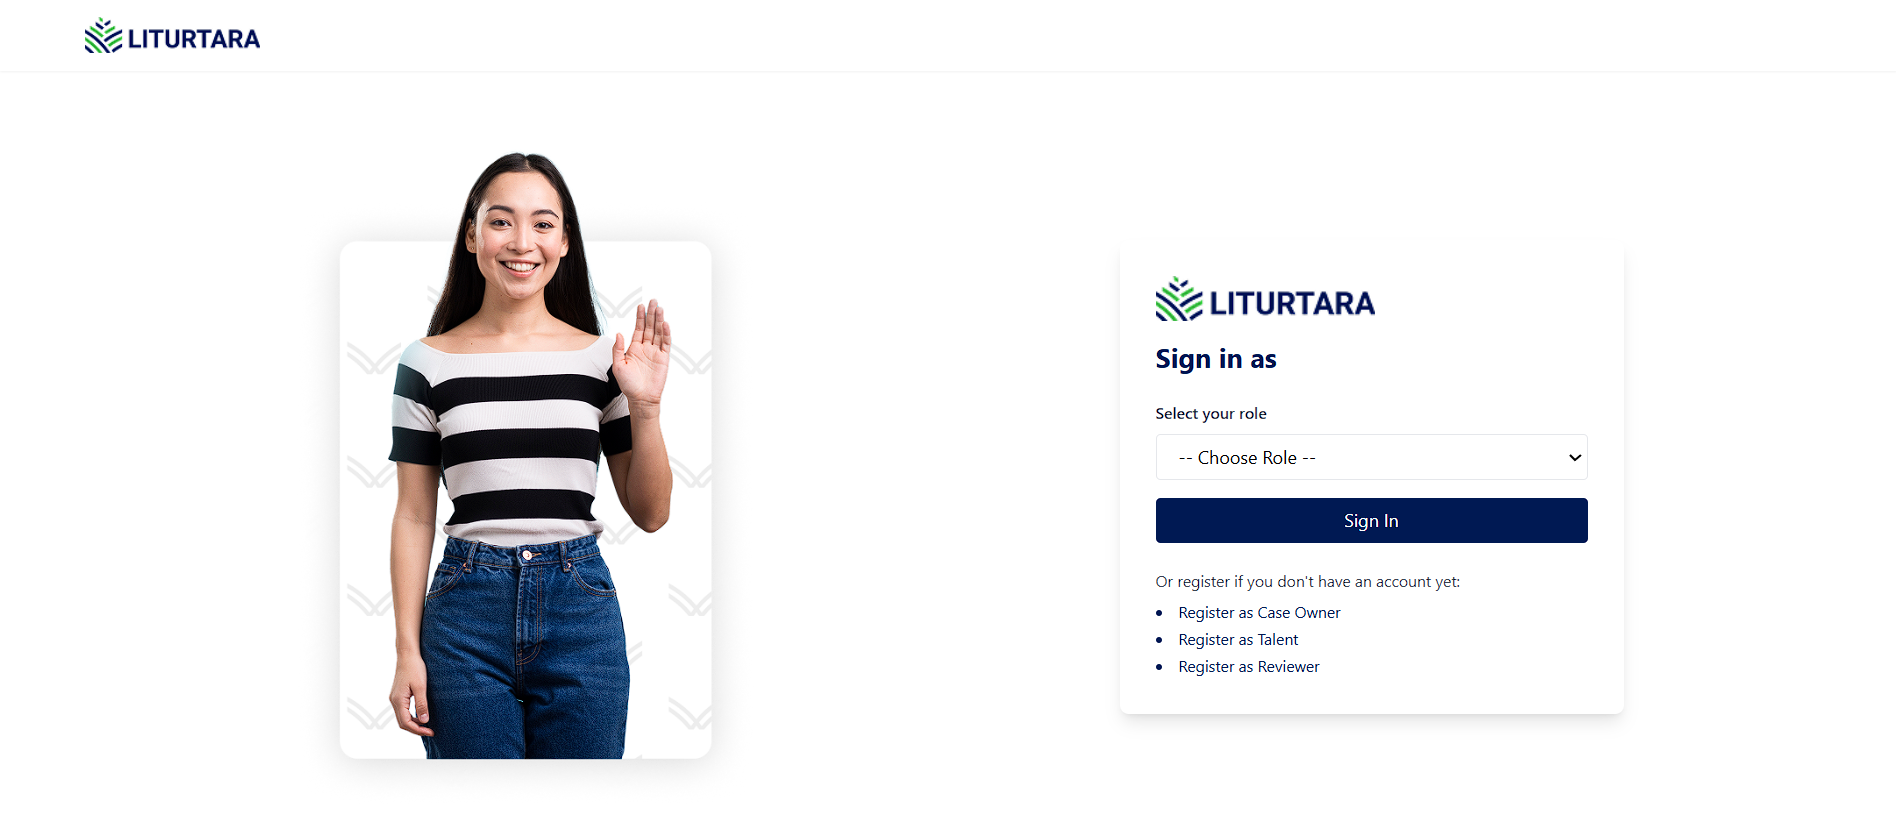 LITURTARA
LITURTARA
Sign in as
Select your role
-- Choose Role --
Sign In
Or register if you don't have an account yet:
Register as Case Owner
Register as Talent
Register as Reviewer